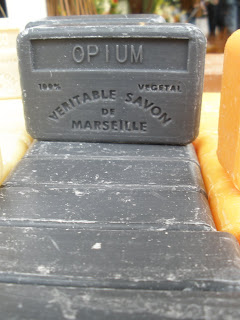 OPIUM
100% VEGETAL
VERITABLE SAVON
DE
MARSEILLE